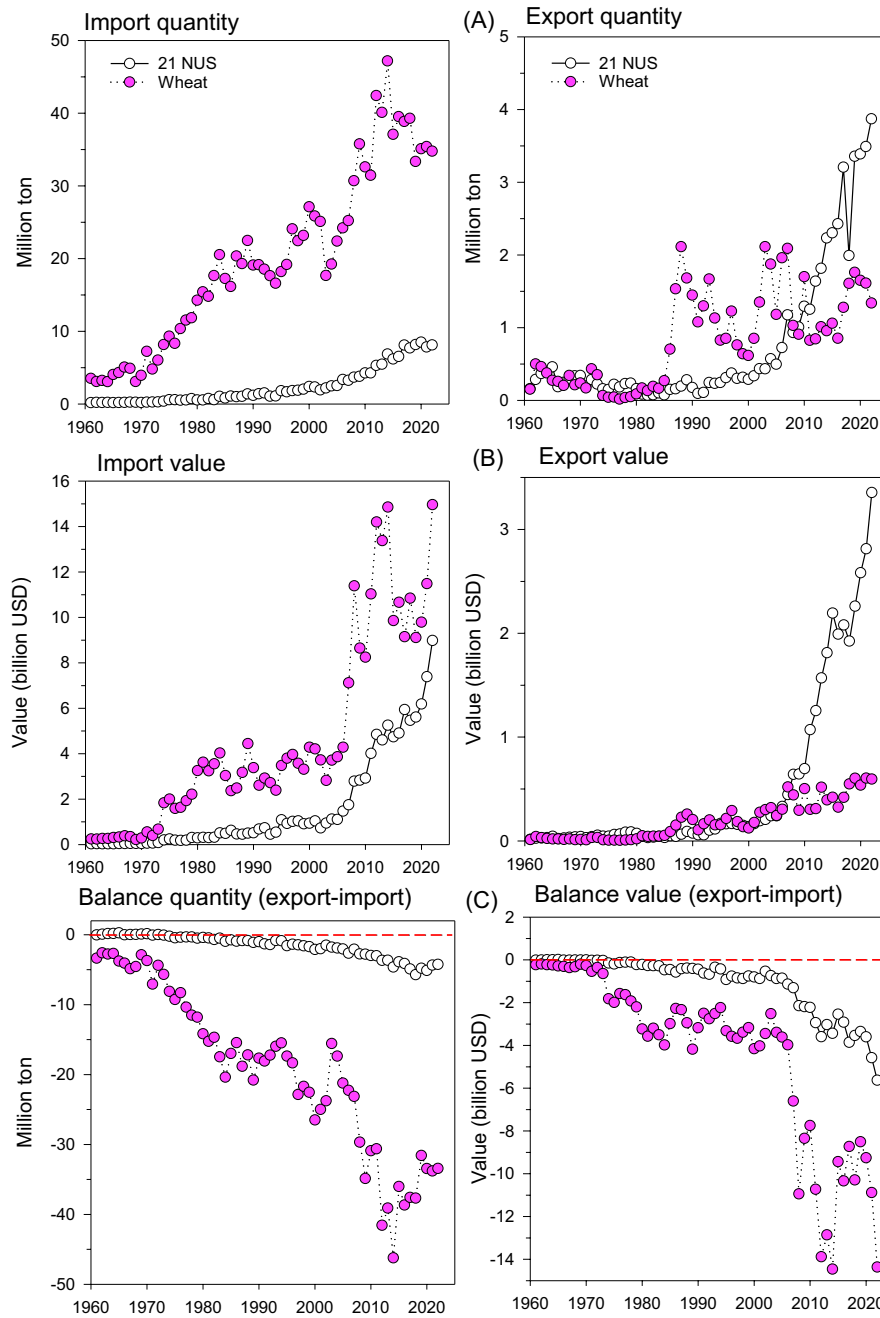 Import quantity
(A)
Export quantity
50
40
30
20
10
0
Million ton
21 NUS
Wheat
1960 1970 1980 1990 2000 2010 2020
5
4
3
2
1
0
Million ton
21 NUS
Wheat
1960 1970 1980 1990 2000 2010 2020
Import value
(B)
Export value
16
14
12
10
8
6
4
2
0
Value (billion USD)
1960 1970 1980 1990 2000 2010 2020
3
2
1
0
Value (billion USD)
1960 1970 1980 1990 2000 2010 2020
Balance quantity (export-import)
(C)
Balance value (export-import)
0
-10
-20
-30
-40
-50
Million ton
1960 1970 1980 1990 2000 2010 2020
2
0
-2
-4
-6
-8
-10
-12
-14
Value (billion USD)
1960 1970 1980 1990 2000 2010 2020